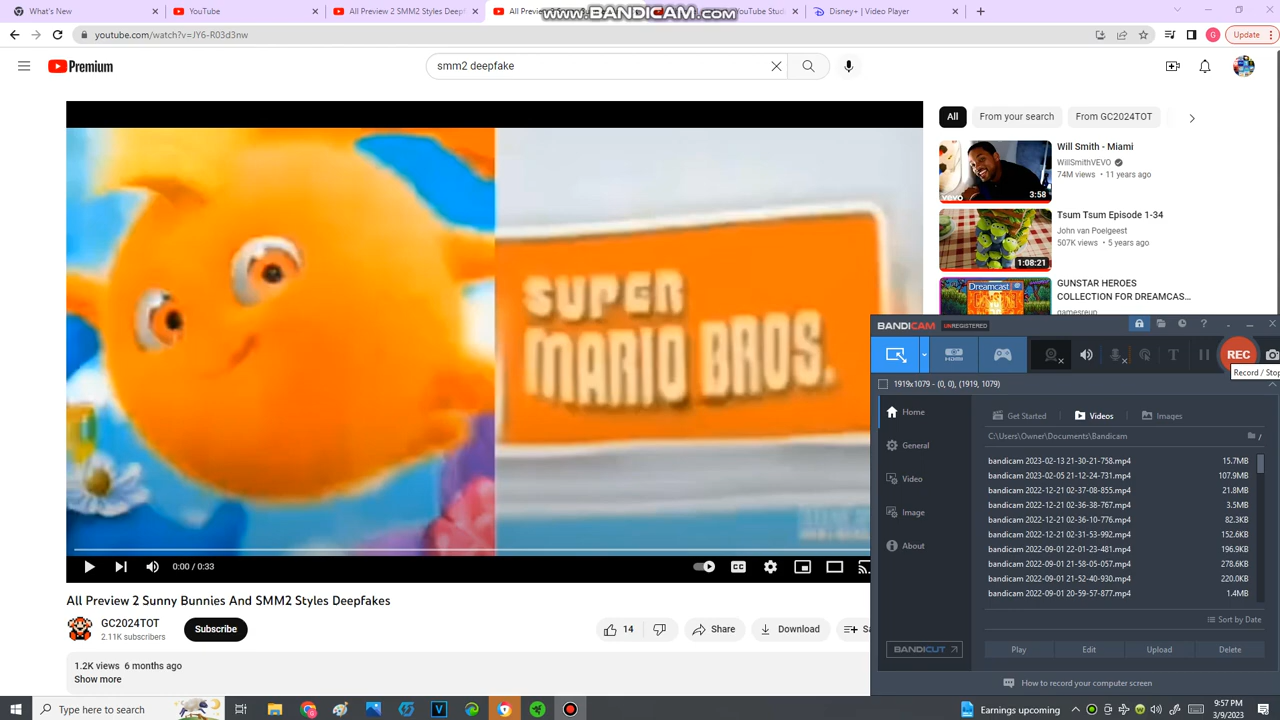 What's New
YouTube
All Preview 2 SMM2 Styles Deepf
All Pre
www.BANDICAM.com
YouTube Stud
Disney+ | Video Player
youtube.com/watch?v=JY6-R03d3nw
G
Update
Premium
smm2 deepfake
All
From your search
From GC2024TOT
SUPER
MARIO BROS.
Will Smith - Miami
WillSmithVEVO
74M views • 11 years ago
vevo
3:58
Tsum Tsum Episode 1-34
John van Poelgeest
507K views • 5 years ago
1:08:21
Dreamcast
GUNSTAR HEROES
COLLECTION FOR DREAMCAS...
gamesreup
BANDICAM UNREGISTERED
HDMI
REC
Record / Stop
1919x1079 - (0, 0), (1919, 1079)
Home
General
Video
Image
About
Get Started
Videos
Images
C:\Users\Owner\Documents\Bandicam
bandicam 2023-02-13 21-30-21-758.mp4 15.7MB
bandicam 2023-02-05 21-12-24-731.mp4 107.9MB
bandicam 2022-12-21 02-37-08-855.mp4 21.8MB
bandicam 2022-12-21 02-36-38-767.mp4 3.5MB
bandicam 2022-12-21 02-36-10-776.mp4 82.3KB
bandicam 2022-12-21 02-31-53-992.mp4 152.6KB
bandicam 2022-09-01 22-01-23-481.mp4 196.9KB
bandicam 2022-09-01 21-58-05-057.mp4 278.6KB
bandicam 2022-09-01 21-52-40-930.mp4 220.0KB
bandicam 2022-09-01 20-59-57-877.mp4 1.4MB
Sort by Date
BANDICUT
Play
Edit
Upload
Delete
How to record your computer screen
0:00 / 0:33
CC
All Preview 2 Sunny Bunnies And SMM2 Styles Deepfakes
GC2024TOT
2.11K subscribers
Subscribe
14
Share
Download
Sa
1.2K views 6 months ago
Show more
Type here to search
Earnings upcoming
9:57 PM
3/9/2023